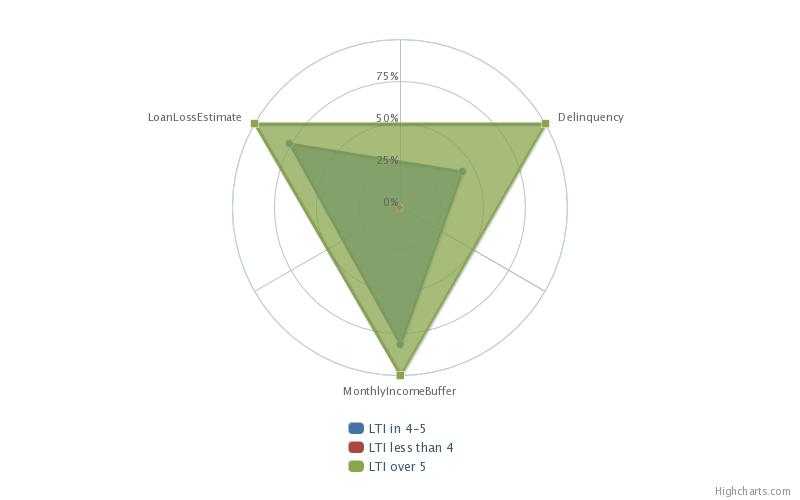 75%
LoanLossEstimate
50%
Delinquency
25%
0%
MonthlyIncomeBuffer
LTI in 4-5
LTI less than 4
LTI over 5
Highcharts.com